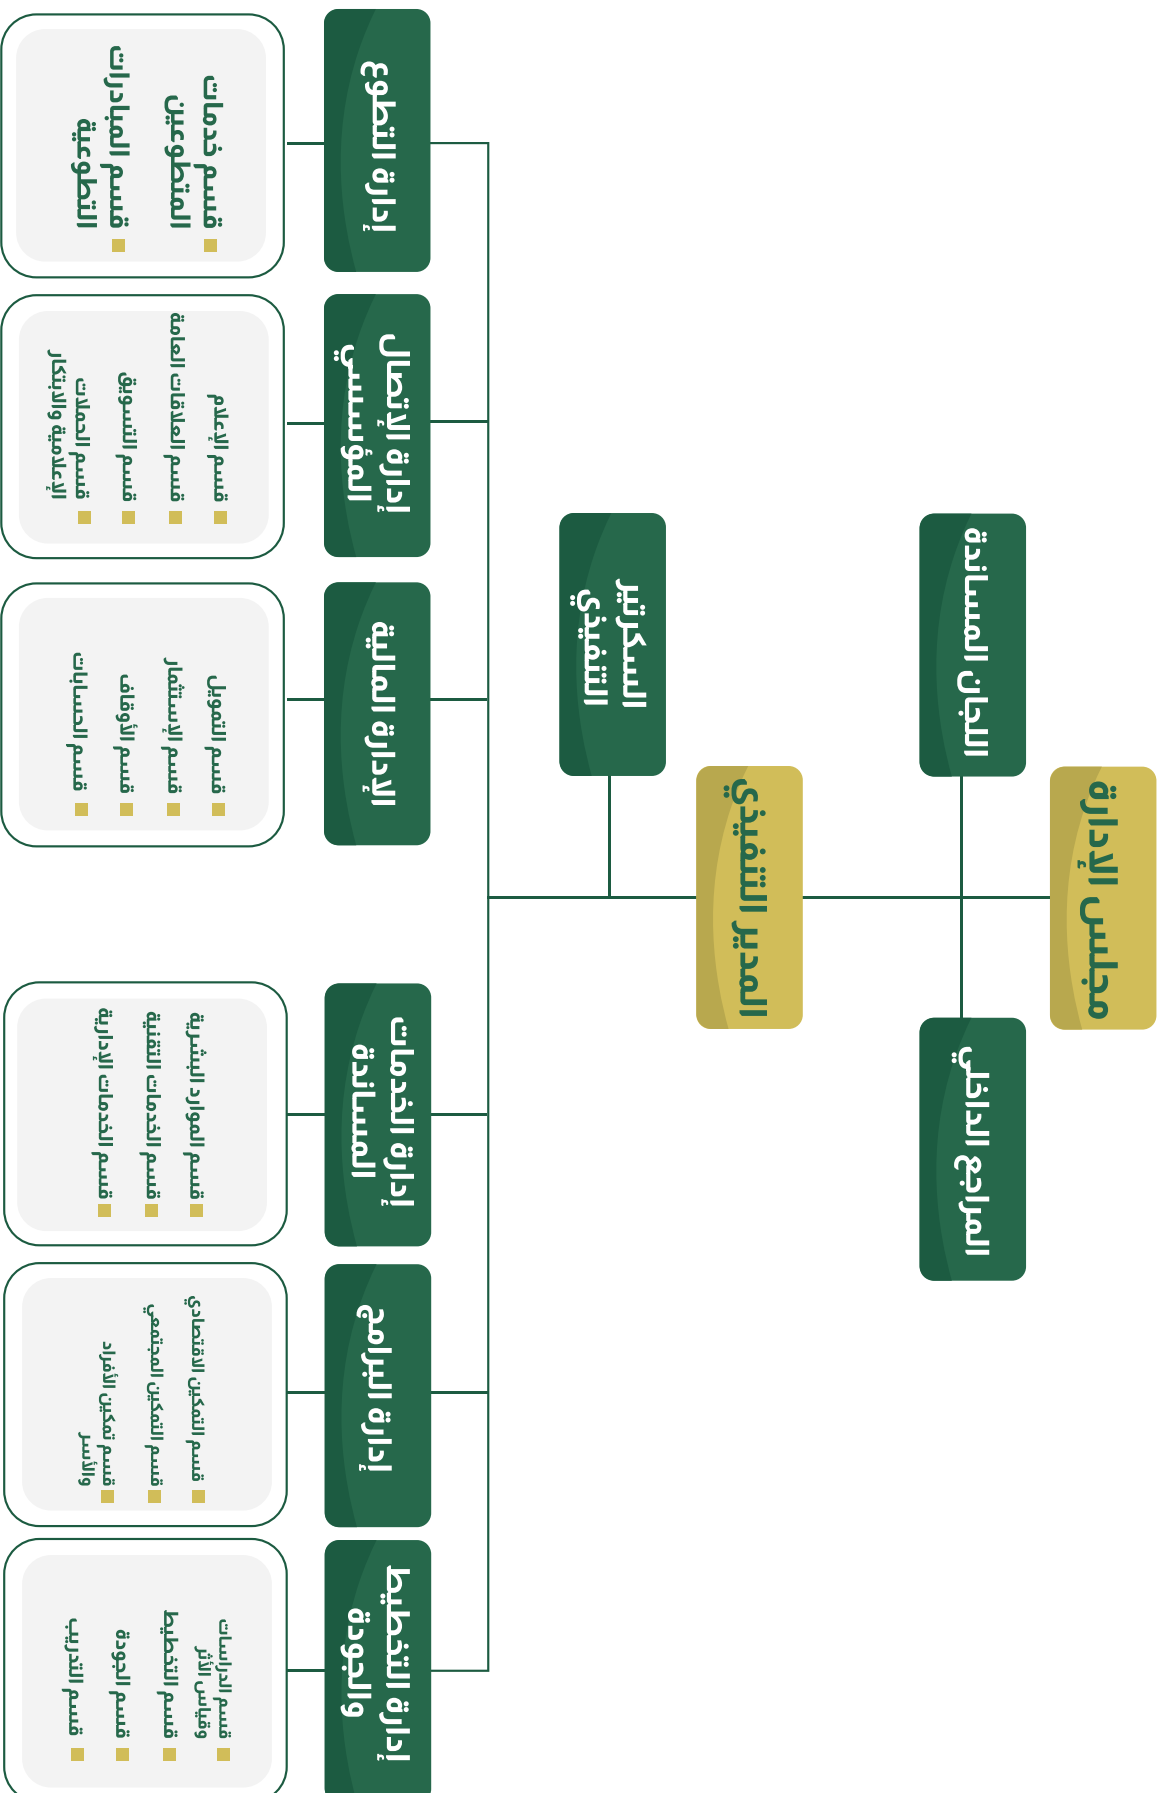 مجلس الإدارة
اللجان المساندة
المراجع الداخلي
المدير التنفيذي
السكرتير
التنفيذي
إدارة التخطيط
والجودة
قسم الدراسات
وقياس الأثر
قسم التخطيط
قسم الجودة
قسم التدريب
إدارة البرامج
قسم التمكين الاقتصادي
قسم التمكين المجتمعي
قسم تمكين الأفراد
والأسر
إدارة الخدمات
المساندة
قسم الموارد البشرية
قسم الخدمات التقنية
قسم الخدمات الإدارية
الإدارة المالية
قسم التمويل
قسم الإستثمار
قسم الأوقاف
قسم الحسابات
إدارة الإتصال
المؤسسي
قسم الإعلام
قسم العلاقات العامة
قسم التسويق
قسم الحملات
الإعلامية والابتكار
إدارة التطوع
قسم خدمات
المتطوعين
قسم المبادرات
التطوعية